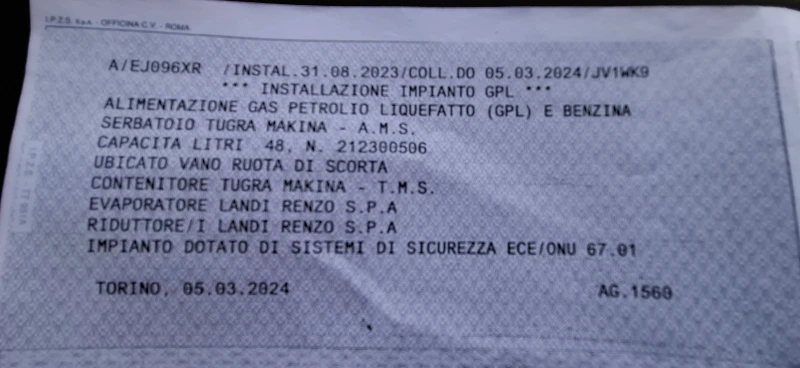 I.P.Z.S. S.p.A. - OFFICINA C.V. - ROMA
A/EJ096XR /INSTAL.31.08.2023/COLL.DO 05.03.2024/JV1WK9
*** INSTALLAZIONE IMPIANTO GPL ***
ALIMENTAZIONE GAS PETROLIO LIQUEFATTO (GPL) E BENZINA
SERBATOIO TUGRA MAKINA - A.M.S.
CAPACITA LITRI 48, N. 212300506
UBICATO VANO RUOTA DI SCORTA
CONTENITORE TUGRA MAKINA - T.M.S.
EVAPORATORE LANDI RENZO S.P.A
RIDUTTORE/I LANDI RENZO S.P.A
IMPIANTO DOTATO DI SISTEMI DI SICUREZZA ECE/ONU 67.01
TORINO, 05.03.2024 AG.1560